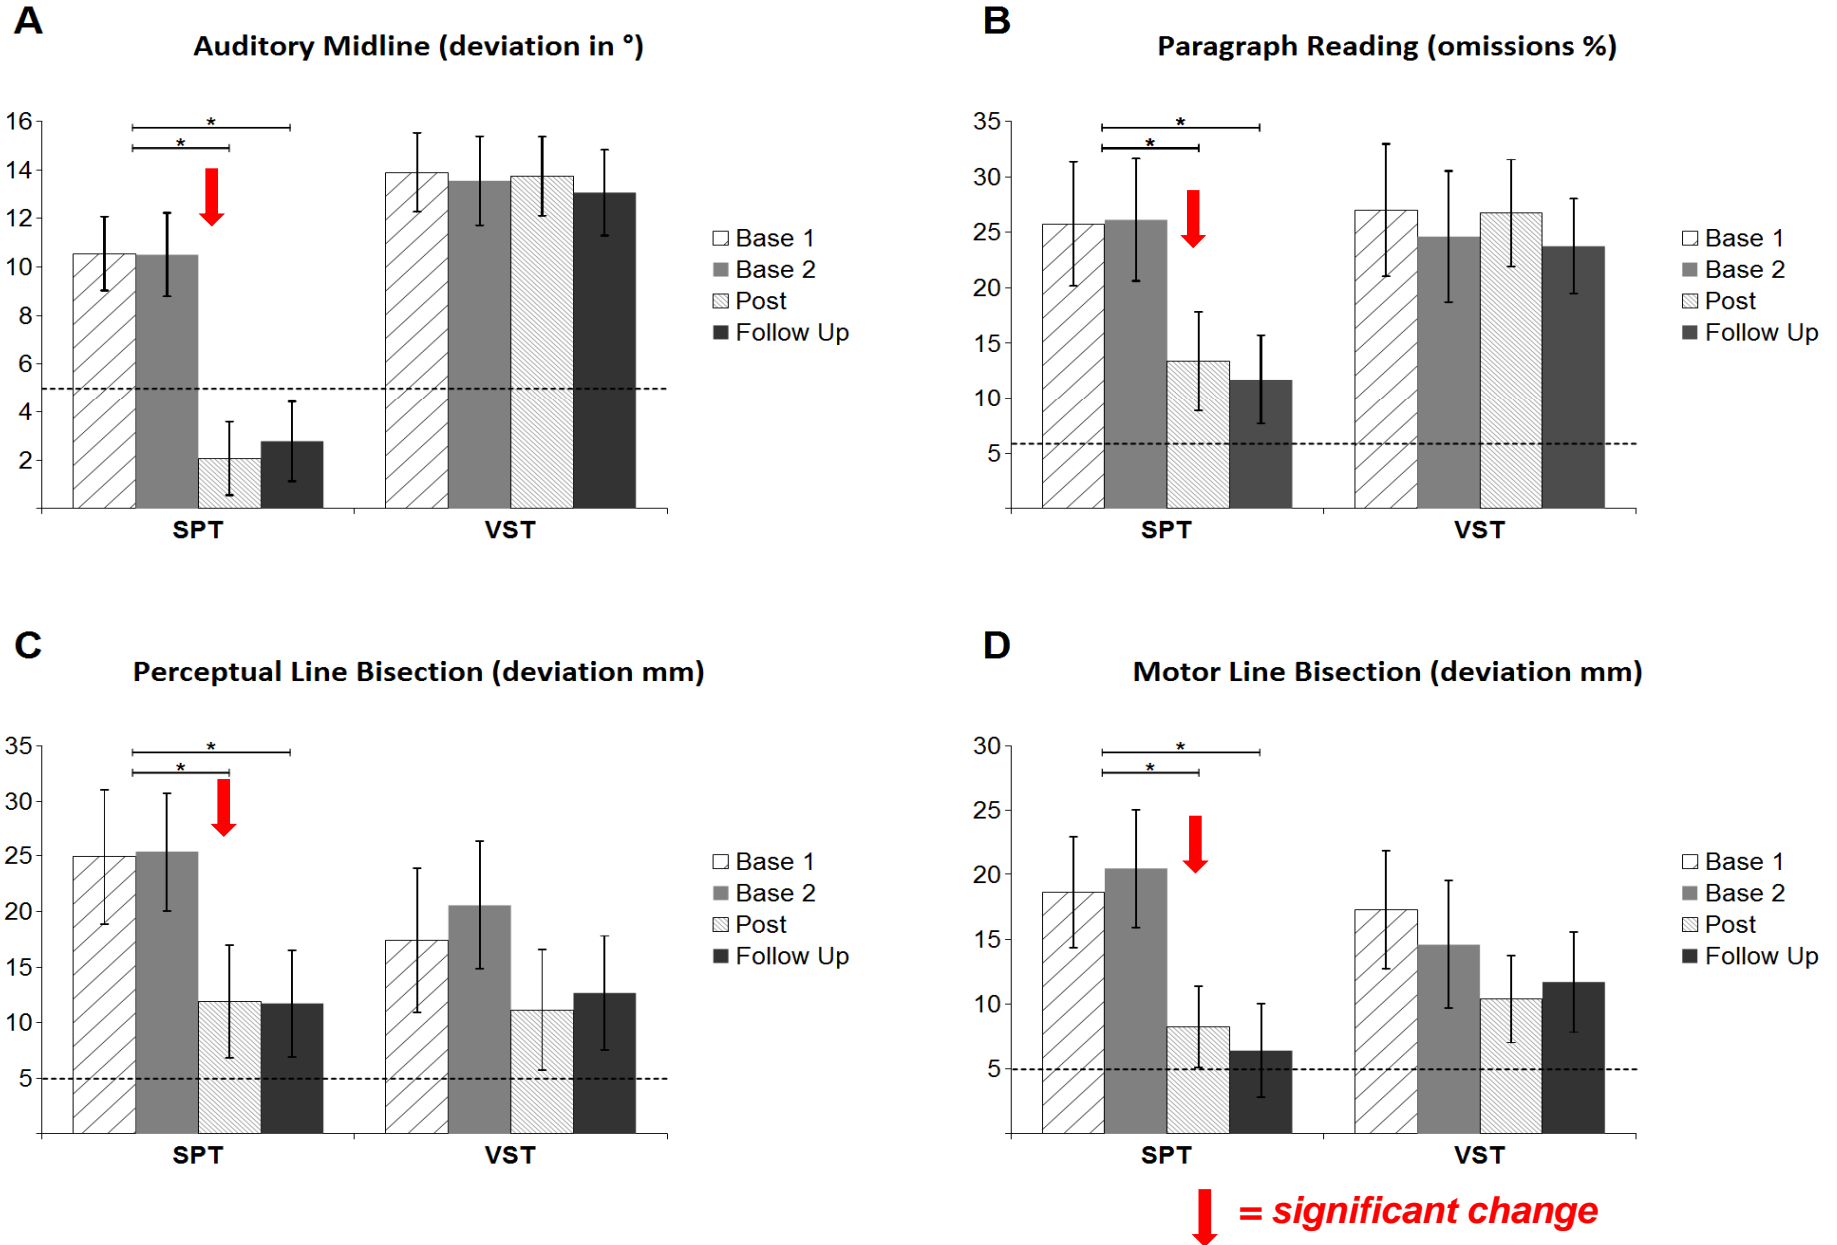 A
Auditory Midline (deviation in °)
16
14
12
10
8
6
4
2
* 
*
SPT
VST
Base 1
Base 2
Post
Follow Up
B
Paragraph Reading (omissions %)
35
30
25
20
15
10
5
*
*
SPT
VST
Base 1
Base 2
Post
Follow Up
C
Perceptual Line Bisection (deviation mm)
35
30
25
20
15
10
5
*
*
SPT
VST
Base 1
Base 2
Post
Follow Up
D
Motor Line Bisection (deviation mm)
30
25
20
15
10
5
*
*
SPT
VST
Base 1
Base 2
Post
Follow Up
= significant change